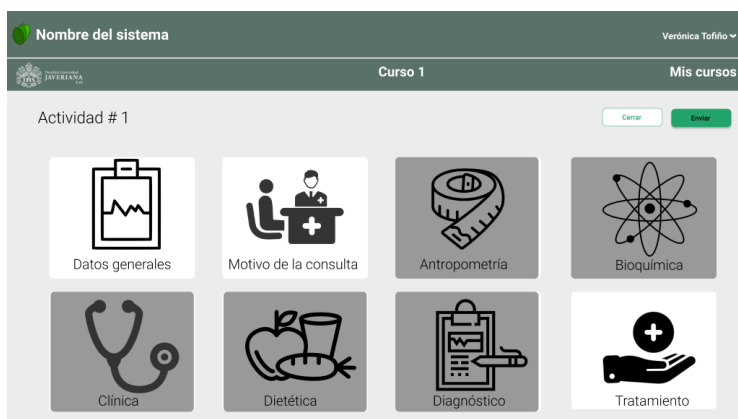 Nombre del sistema
Verónica Tofiño
JAVERIANA
Curso 1
Mis cursos
Actividad # 1
Cerrar
Enviar
Datos generales
Motivo de la consulta
Antropometría
Bioquímica
Clínica
Dietética
Diagnóstico
Tratamiento